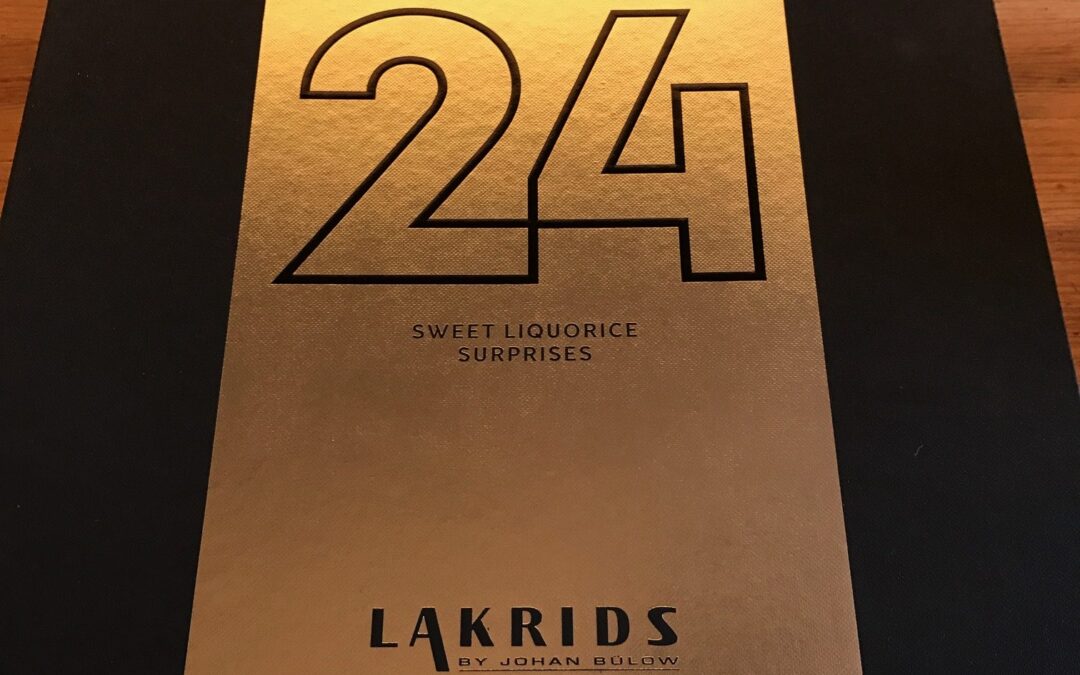 24
SWEET LIQUORICE
SURPRISES
LAKRIDS
BY JOHAN BÜLOW